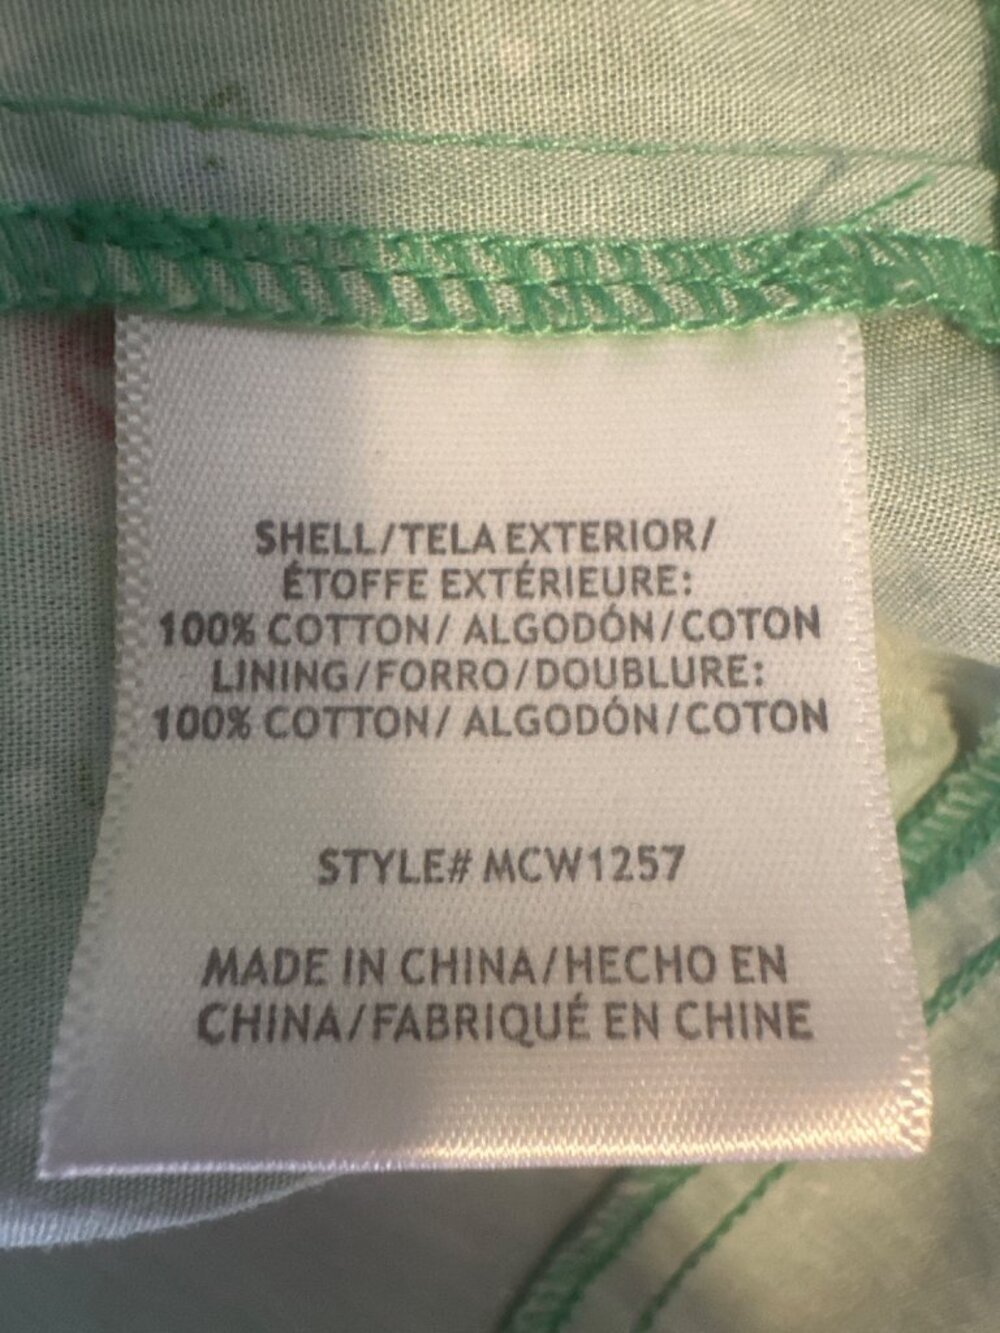 SHELL/TELA EXTERIOR/
ÉTOFFE EXTÉRIEURE:
100% COTTON/ ALGODÓN/COTON
LINING/FORRO/DOUBLURE:
100% COTTON/ ALGODÓN/COTON
STYLE# MCW1257
MADE IN CHINA/HECHO EN
CHINA/FABRIQUÉ EN CHINE